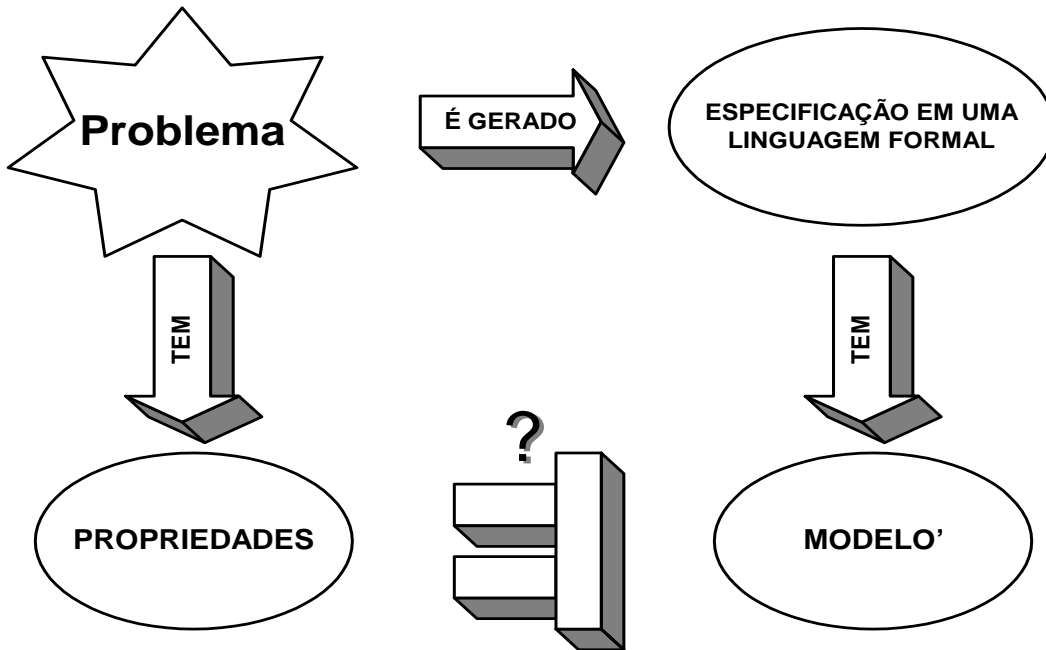 Problema
É GERADO
ESPECIFICAÇÃO EM UMA
LINGUAGEM FORMAL
TEM
TEM
?
PROPRIEDADES
MODELO’